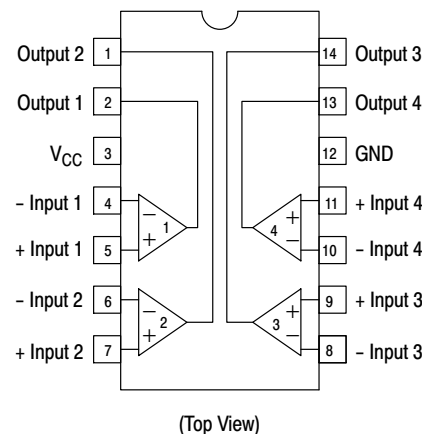 Output 2 1 14 Output 3
Output 1 2 13 Output 4
VCC 3 12 GND
– Input 1 4 – 1 + 11 + Input 4
+ Input 1 5 + 4 – 10 – Input 4
– Input 2 6 – 2 + 9 + Input 3
+ Input 2 7 + 3 – 8 – Input 3
(Top View)